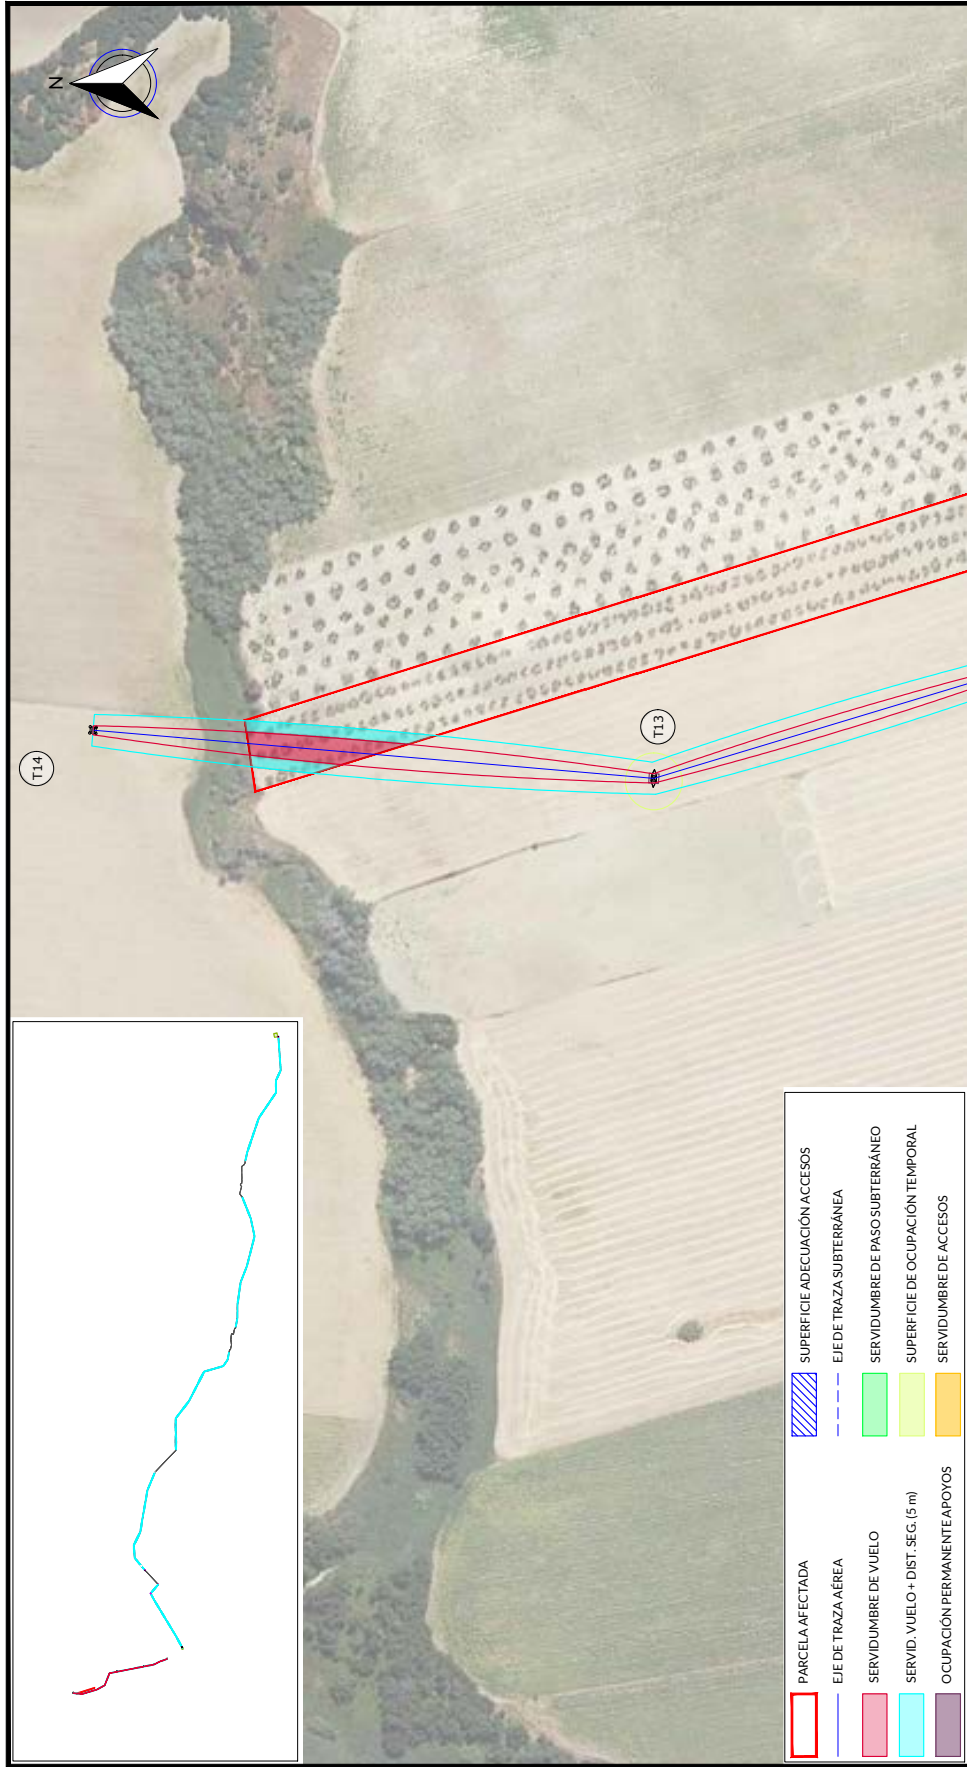 N
T14
T13
PARCELA AFECTADA
EJE DE TRAZA AÉREA
SERVIDUMBRE DE VUELO
SERVID. VUELO + DIST. SEG. (5 m)
OCUPACIÓN PERMANENTE APOYOS
SUPERFICIE ADECUACIÓN ACCESOS
EJE DE TRAZA SUBTERRÁNEA
SERVIDUMBRE DE PASO SUBTERRÁNEO
SUPERFICIE DE OCUPACIÓN TEMPORAL
SERVIDUMBRE DE ACCESOS